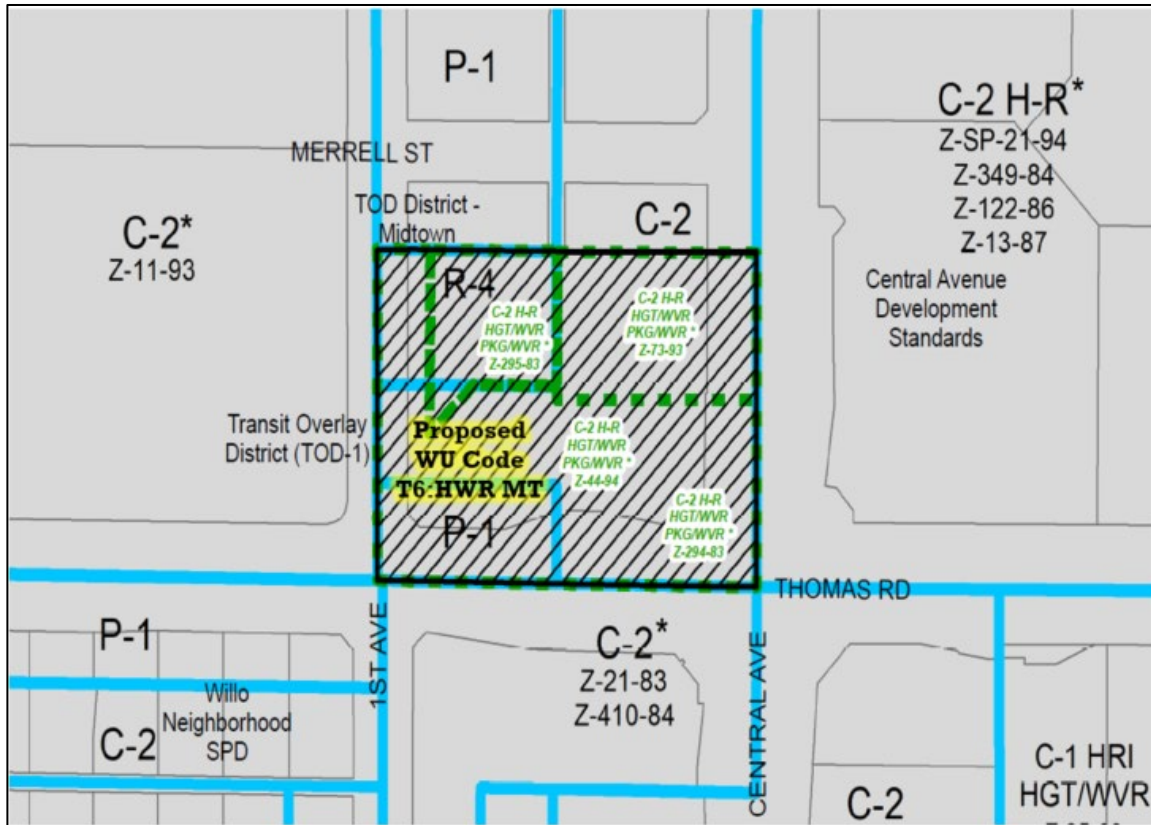 P-1
MERRELL ST
TOD District -
Midtown
C-2*
Z-11-93
C-2
C-2 H-R*
Z-SP-21-94
Z-349-84
Z-122-86
Z-13-87
Central Avenue
Development
Standards
R-4
C-2 H-R
HGT/WVR
PKG/WVR *
Z-295-83
C-2 H-R
HGT/WVR
PKG/WVR *
Z-73-93
Transit Overlay
District (TOD-1)
Proposed
WU Code
T6:HWR MT
C-2 H-R
HGT/WVR
PKG/WVR *
Z-44-94
C-2 H-R
HGT/WVR
PKG/WVR *
Z-294-83
P-1
THOMAS RD
1ST AVE
CENTRAL AVE
P-1
Willo
Neighborhood
SPD
C-2
C-2*
Z-21-83
Z-410-84
C-2
C-1 HRI
HGT/WVR